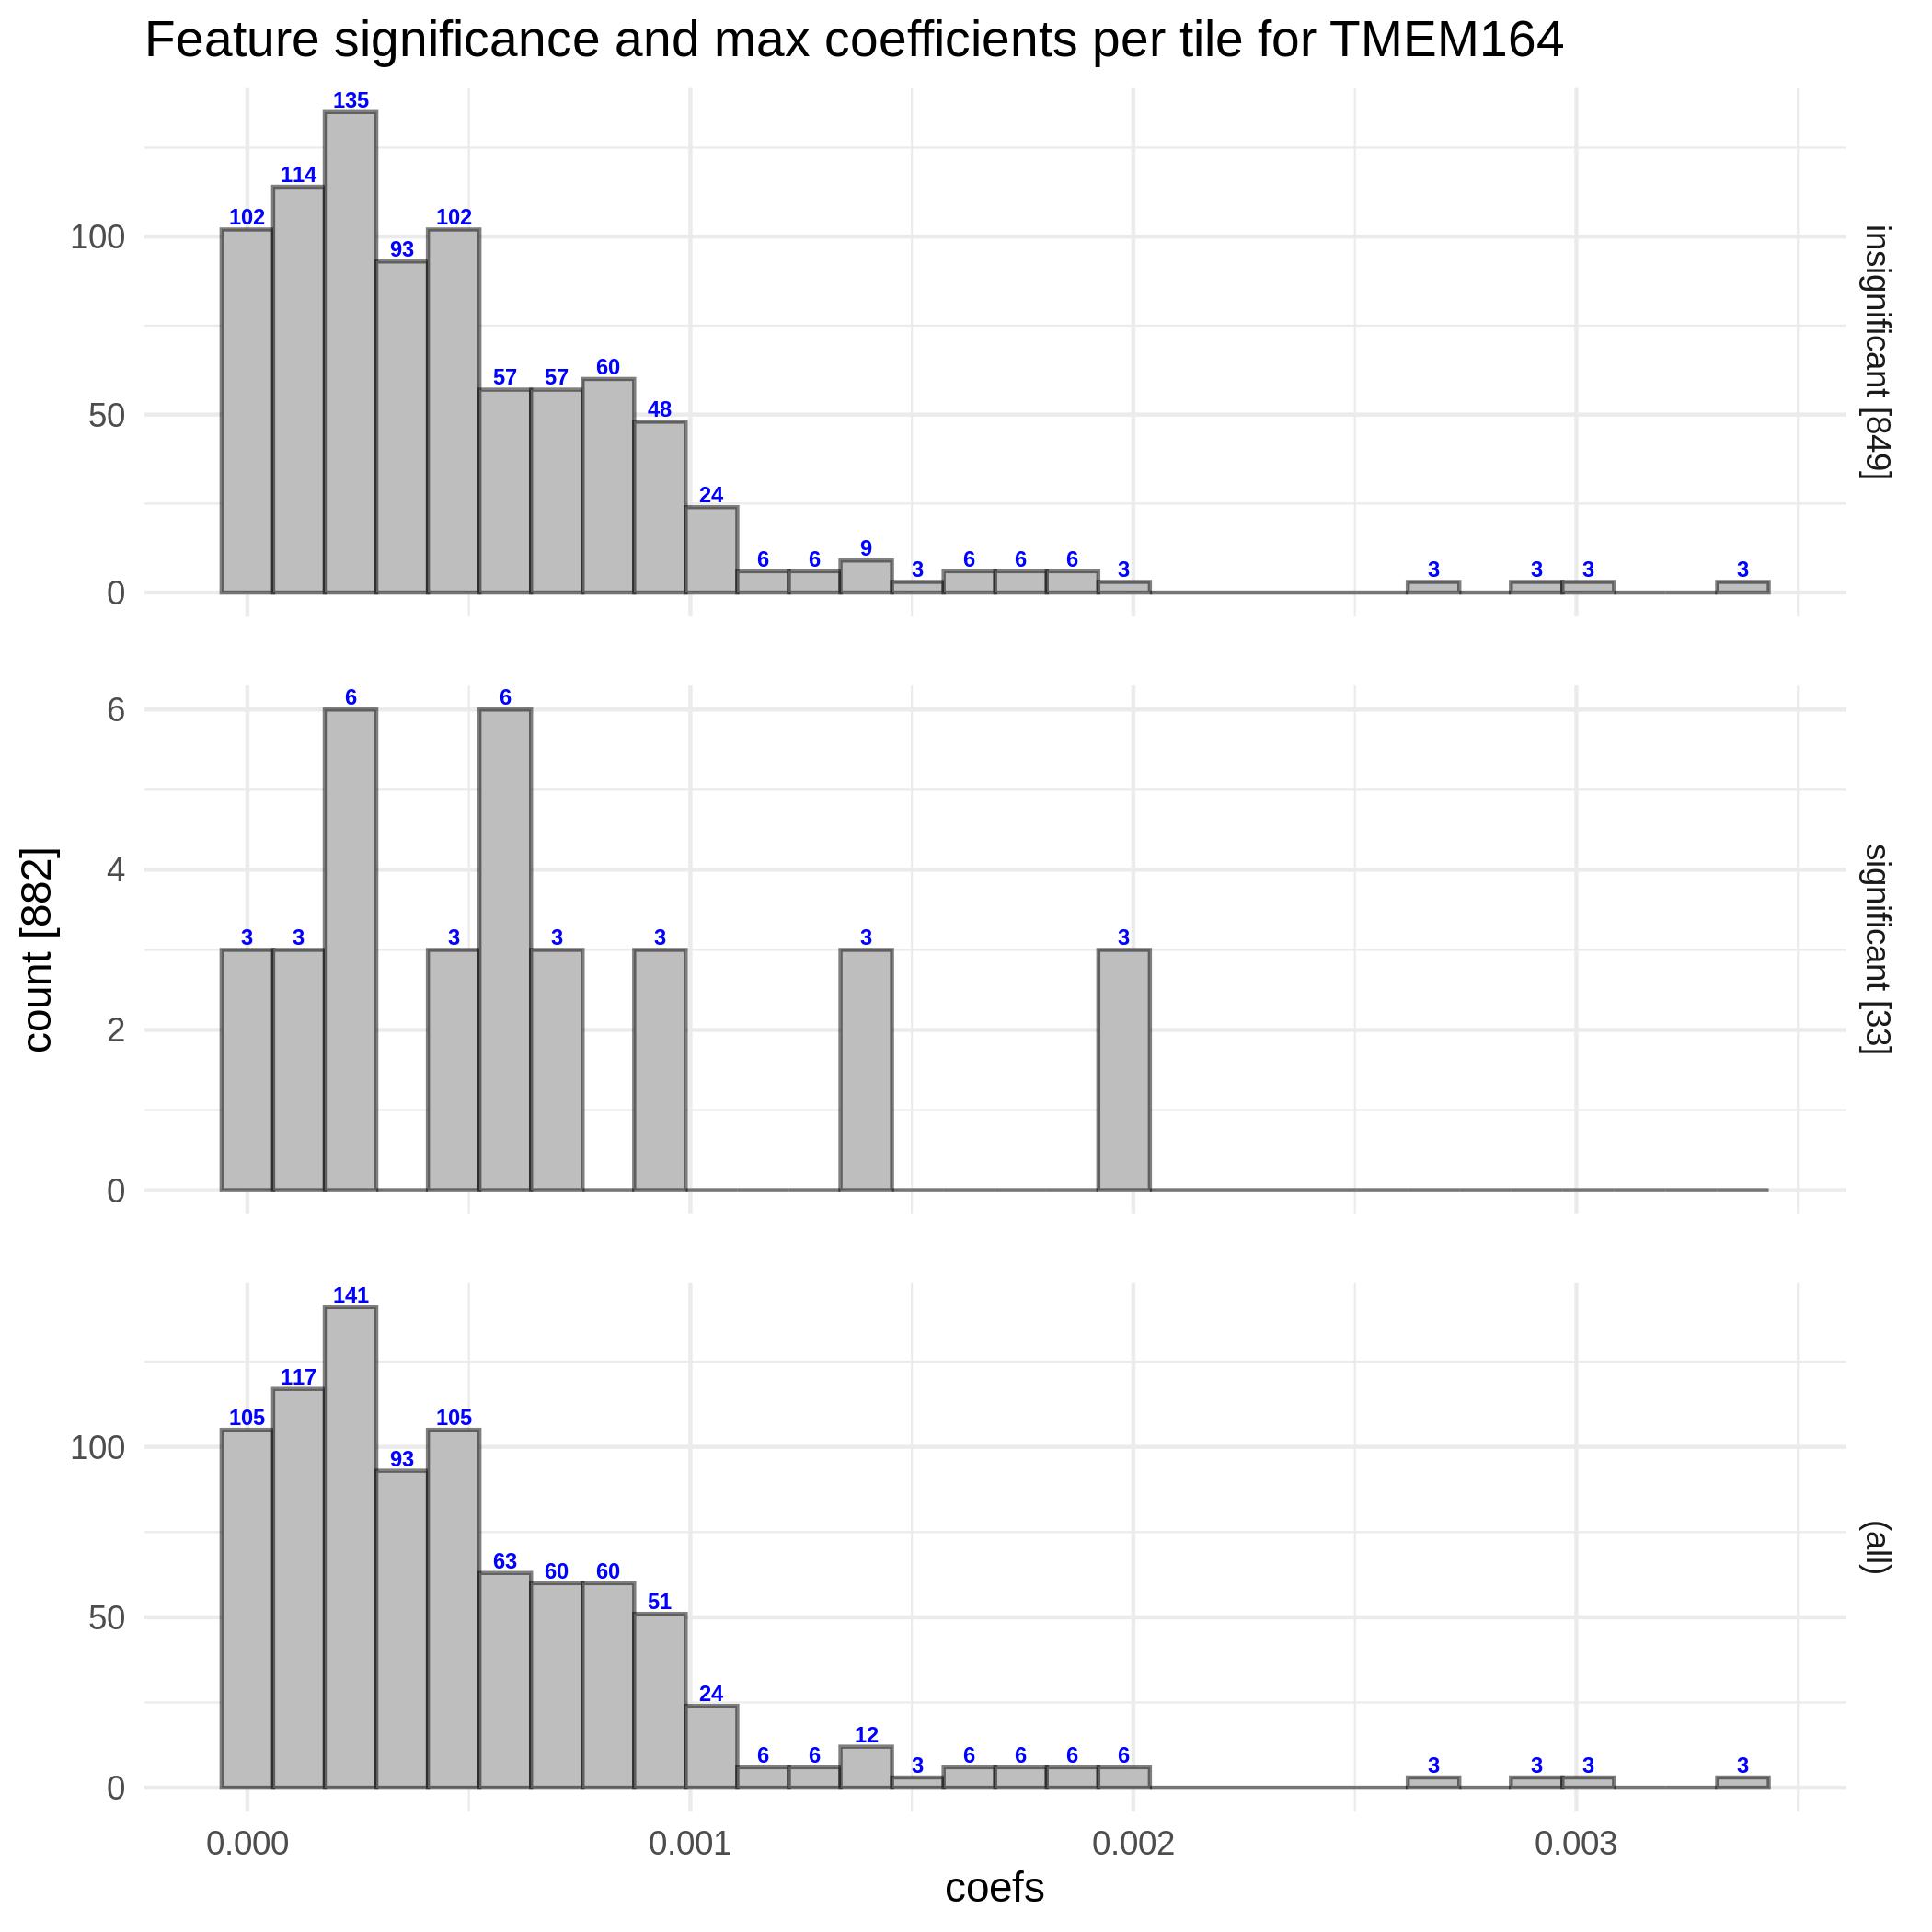 Feature significance and max coefficients per tile for TMEM164
135
114
102
102
93
57 57 60
48
24
6 6 9 3 6 6 6 3 3 3 3 3
100
50
0
insignificant [849]
6 6
3 3 3 3 3 3 3
6
4
2
0
count [882]
significant [33]
141
117
105 105
93
63 60 60
51
24
6 6 12 3 6 6 6 6 3 3 3 3
100
50
0
(all)
0.000 0.001 0.002 0.003
coefs